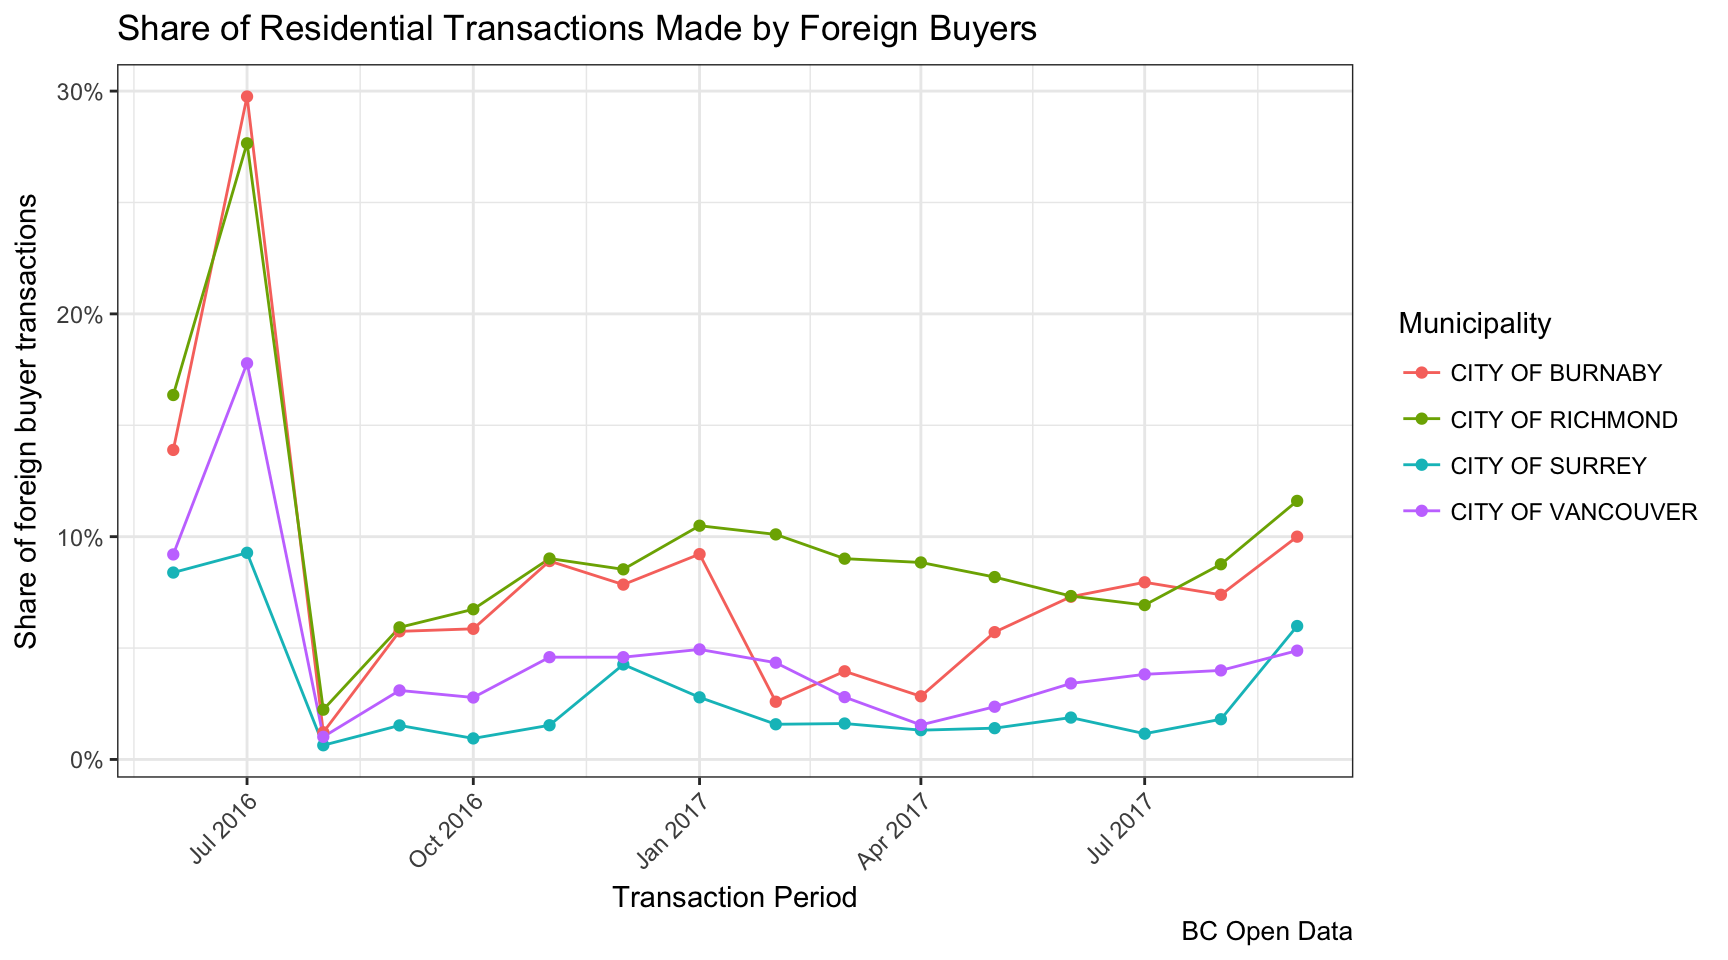 Share of Residential Transactions Made by Foreign Buyers
Share of foreign buyer transactions
30%
20%
10%
0%
Jul 2016
Oct 2016
Jan 2017
Apr 2017
Jul 2017
Transaction Period
BC Open Data
Municipality
CITY OF BURNABY
CITY OF RICHMOND
CITY OF SURREY
CITY OF VANCOUVER